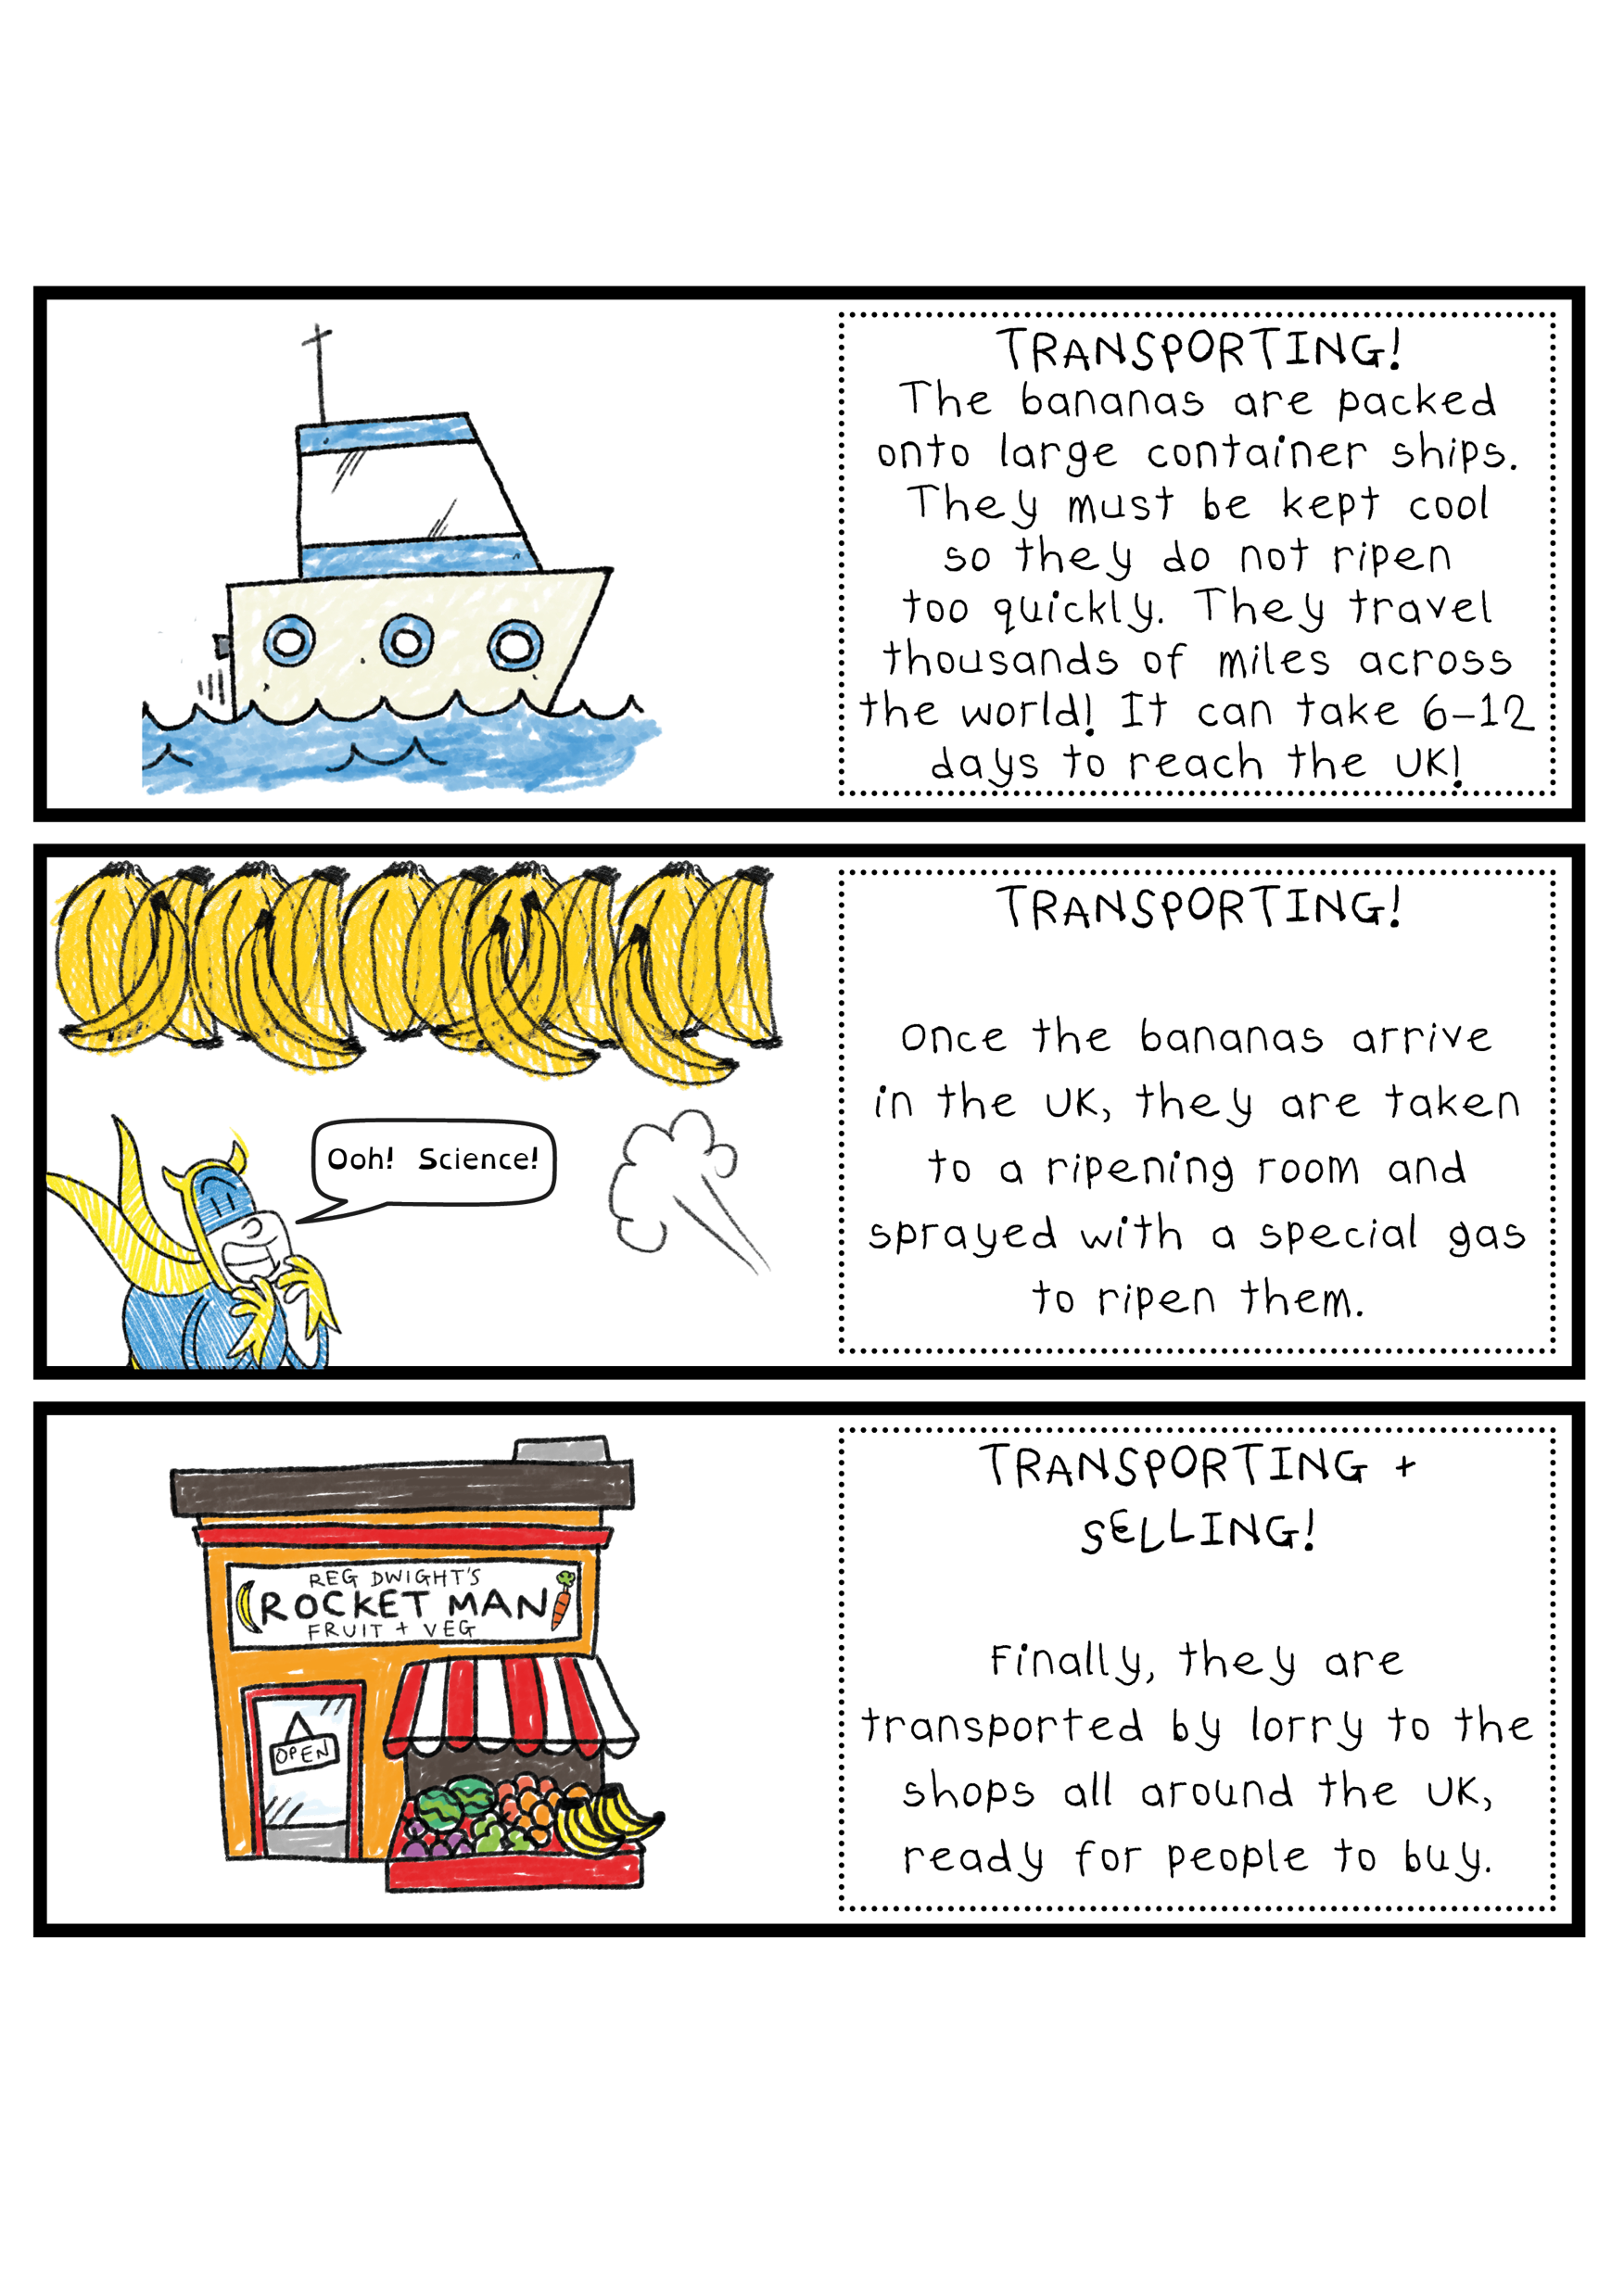 TRANSPORTING!
The bananas are packed
onto large container ships.
They must be kept cool
so they do not ripen
too quickly. They travel
thousands of miles across
the world! It can take 6-12
days to reach the UK!
Ooh! Science!
TRANSPORTING!
Once the bananas arrive
in the UK, they are taken
to a ripening room and
sprayed with a special gas
to ripen them.
REG DWIGHT'S
ROCKET MAN
FRUIT + VEG
OPEN
TRANSPORTING +
SELLING!
Finally, they are
transported by lorry to the
shops all around the UK,
ready for people to buy.